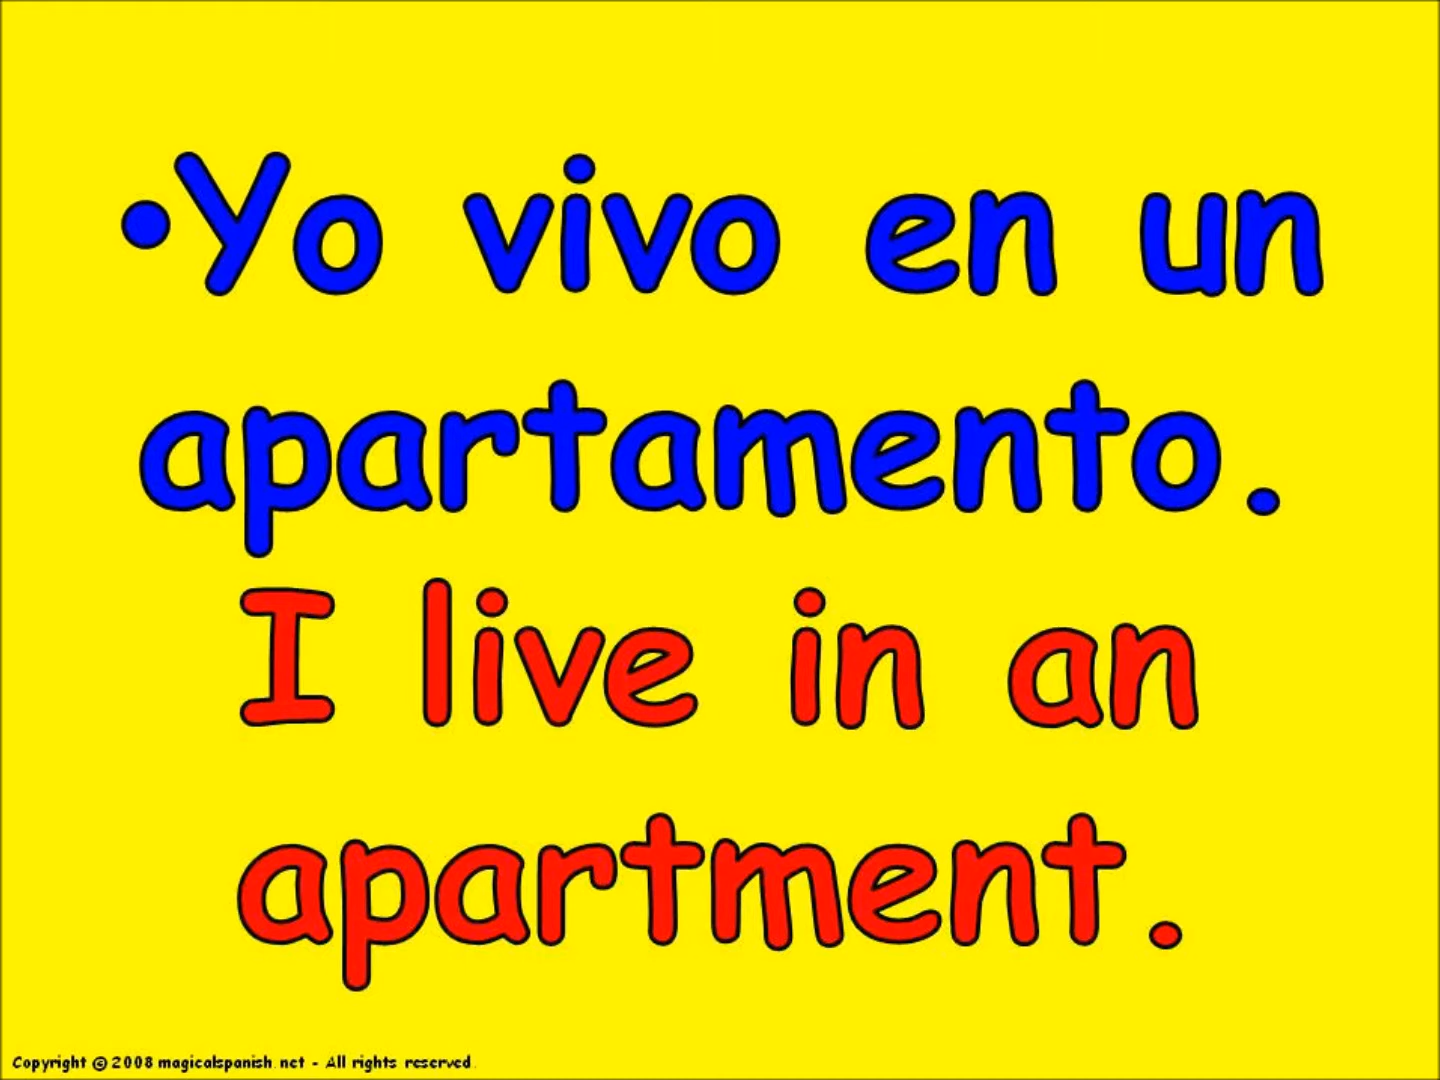 •Yo vivo en un
apartamento.
I live in an
apartment.
Copyright © 2008 magicalspanish.net - All rights reserved.